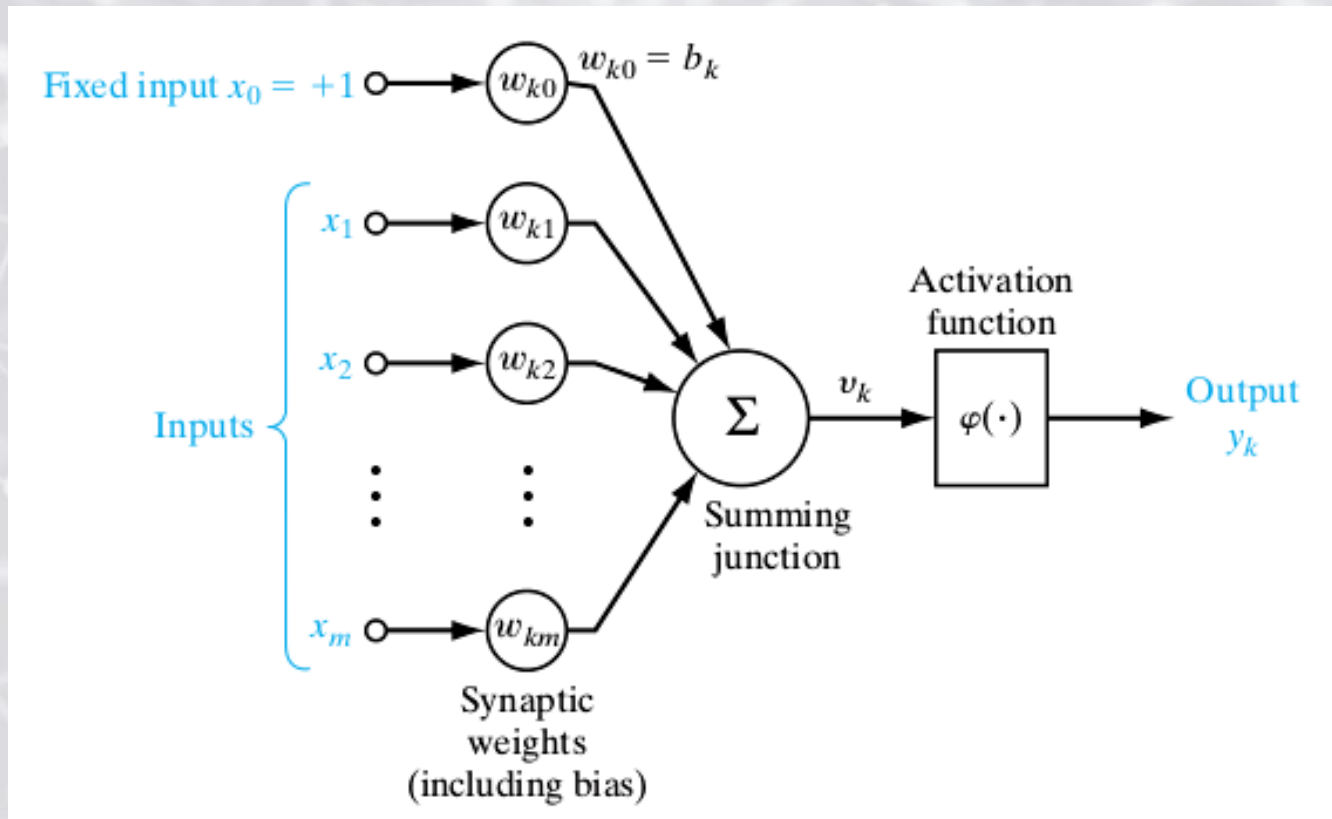 Fixed input x₀ = +1
wₖ₀
wₖ₀ = bₖ
x₁
wₖ₁
x₂
wₖ₂
Inputs
Σ
Summing
junction
vₖ
Activation
function
φ(·)
Output
yₖ
xₘ
wₖₘ
Synaptic
weights
(including bias)